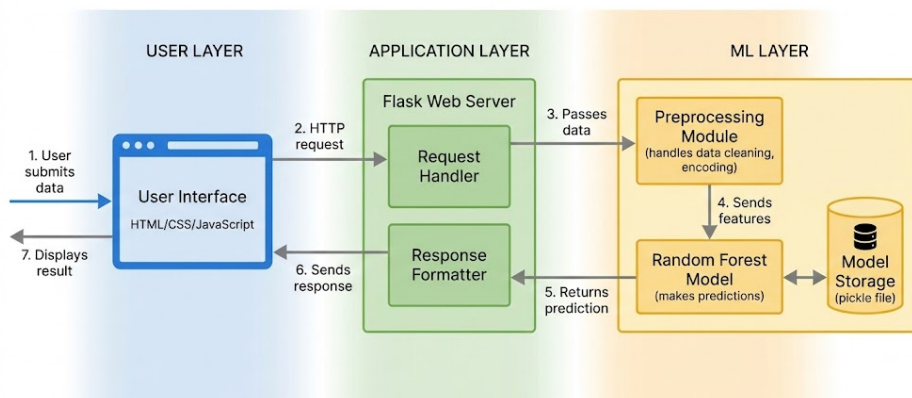 USER LAYER
APPLICATION LAYER
ML LAYER
1. User
submits
data
User Interface
HTML/CSS/JavaScript
7. Displays
result
2. HTTP
request
Flask Web Server
Request
Handler
Response
Formatter
6. Sends
response
3. Passes
data
Preprocessing
Module
(handles data cleaning,
encoding)
4. Sends
features
Random Forest
Model
(makes predictions)
5. Returns
prediction
Model
Storage
(pickle file)